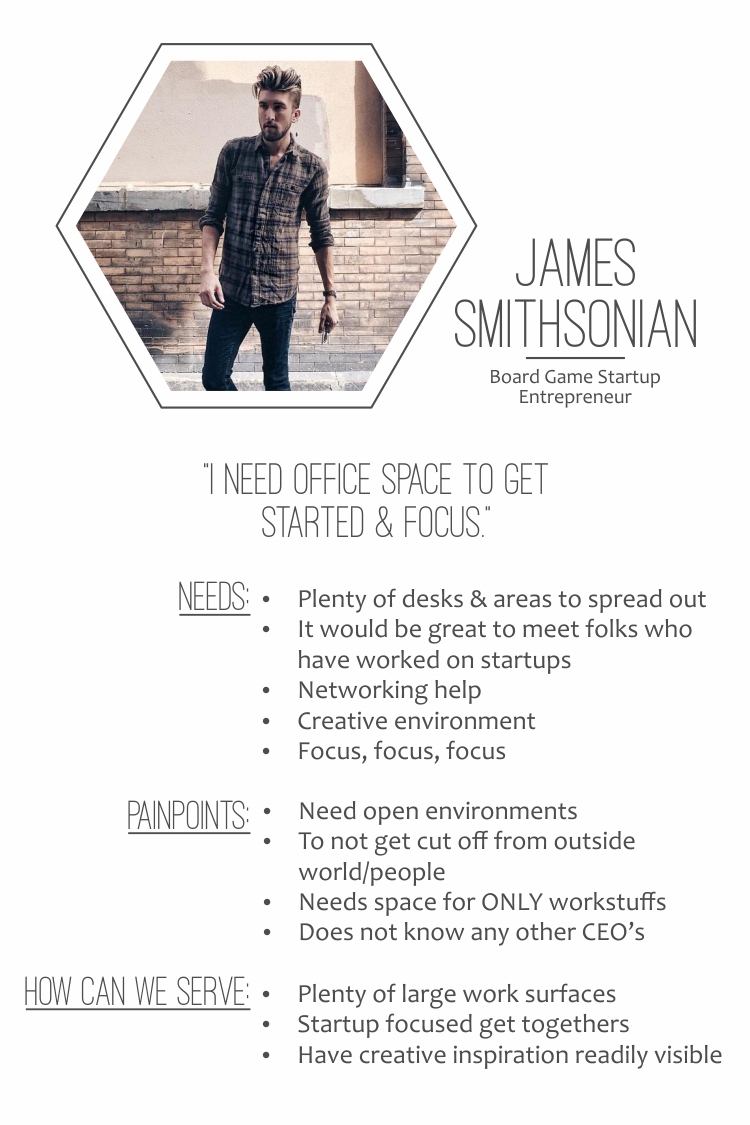 JAMES
SMITHSONIAN
Board Game Startup
Entrepreneur
"I NEED OFFICE SPACE TO GET
STARTED & FOCUS."
NEEDS:
• Plenty of desks & areas to spread out
• It would be great to meet folks who
have worked on startups
• Networking help
• Creative environment
• Focus, focus, focus
PAINPOINTS:
• Need open environments
• To not get cut off from outside
world/people
• Needs space for ONLY workstuffs
• Does not know any other CEO's
HOW CAN WE SERVE:
• Plenty of large work surfaces
• Startup focused get togethers
• Have creative inspiration readily visible